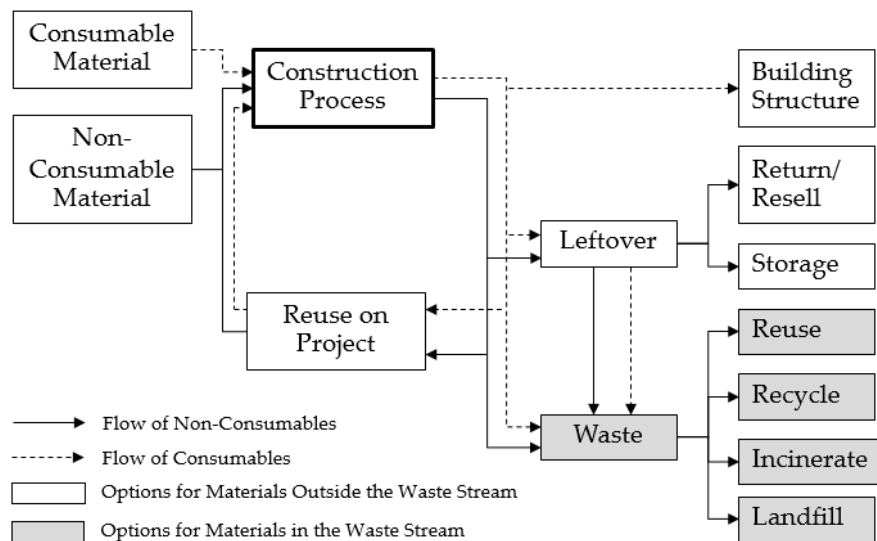 Consumable
Material
Construction
Process
Building
Structure
Non-
Consumable
Material
Return/
Resell
Leftover
Storage
Reuse on
Project
Reuse
Recycle
Waste
Incinerate
Landfill
Flow of Non-Consumables
Flow of Consumables
Options for Materials Outside the Waste Stream
Options for Materials in the Waste Stream